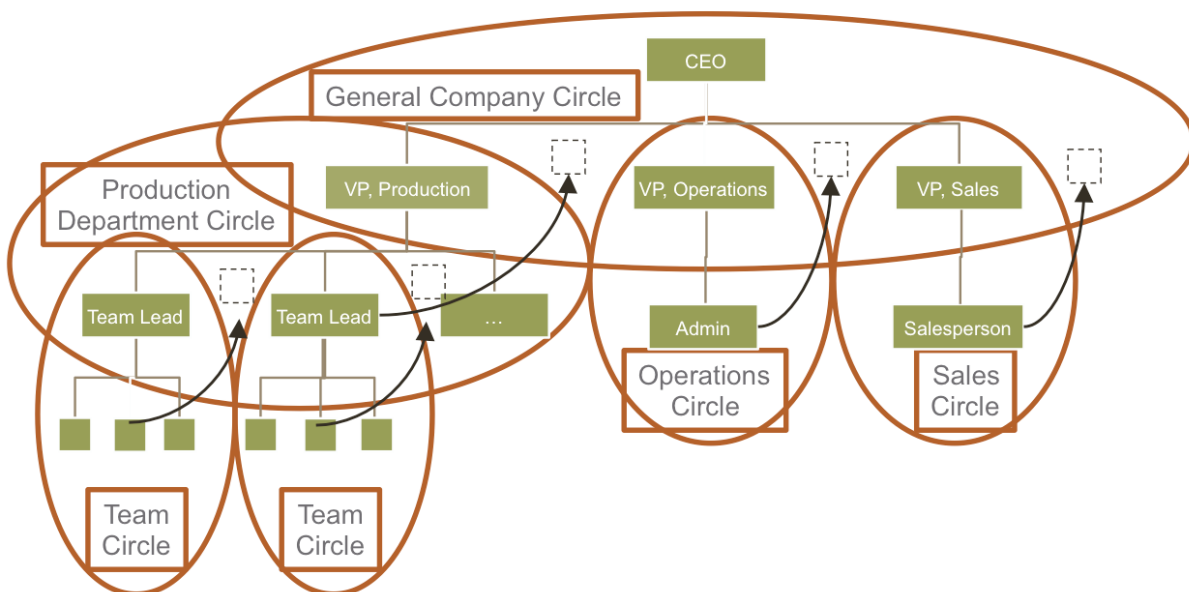 CEO
General Company Circle
Production
Department Circle
VP, Production
VP, Operations
VP, Sales
Team Lead
Team Lead
...
Admin
Salesperson
Operations
Circle
Sales
Circle
Team
Circle
Team
Circle